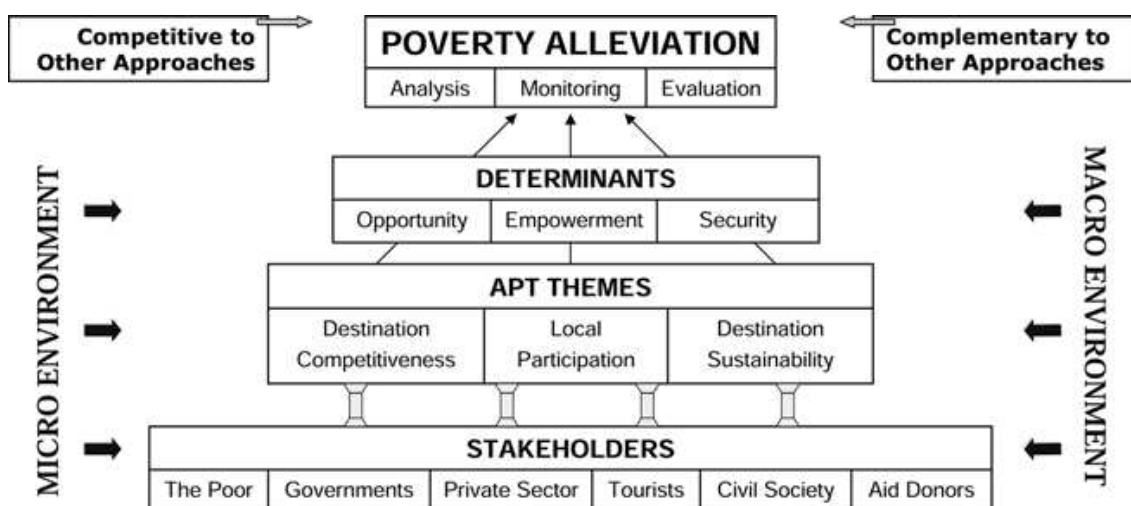 Competitive to
Other Approaches
POVERTY ALLEVIATION
Analysis Monitoring Evaluation
Complementary to
Other Approaches
MICRO ENVIRONMENT
MACRO ENVIRONMENT
DETERMINANTS
Opportunity Empowerment Security
APT THEMES
Destination
Competitiveness
Local
Participation
Destination
Sustainability
STAKEHOLDERS
The Poor Governments Private Sector Tourists Civil Society Aid Donors